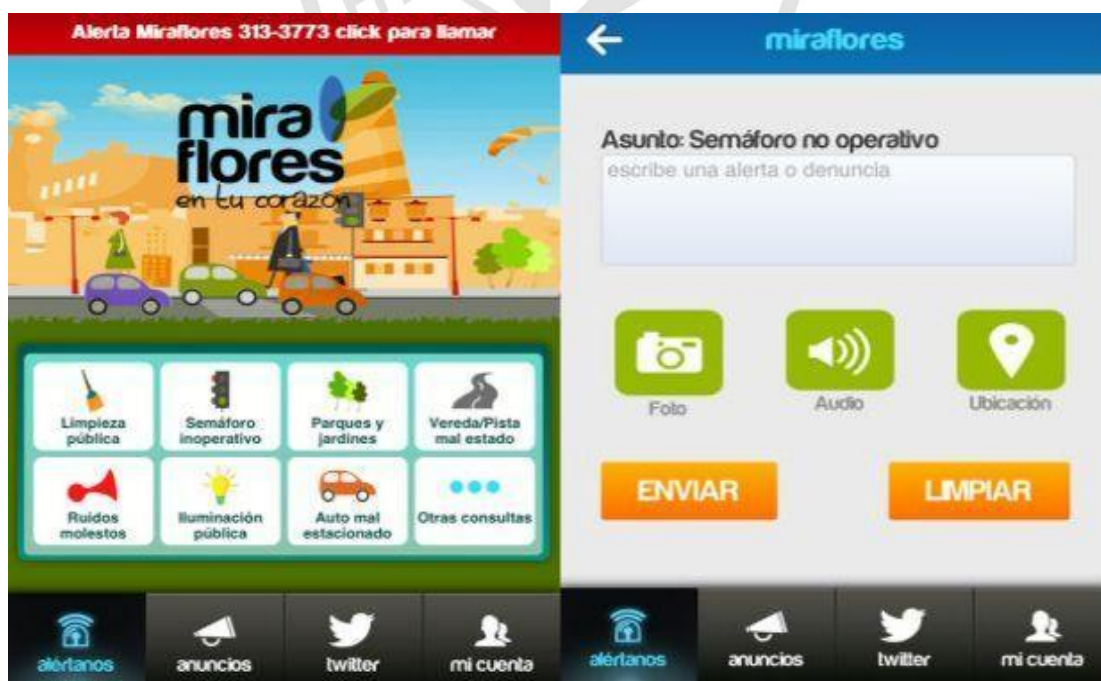 Alerta Miraflores 313-3773 click para llamar
mira
flores
en tu corazón
Limpieza
pública
Semáforo
inoperativo
Parques y
jardines
Vereda/Pista
mal estado
Ruidos
molestos
Iluminación
pública
Auto mal
estacionado
Otras consultas
alértanos
anuncios
twitter
mi cuenta
miraflores
Asunto: Semáforo no operativo
escribe una alerta o denuncia
Foto
Audio
Ubicación
ENVIAR
LIMPIAR
alértanos
anuncios
twitter
mi cuenta